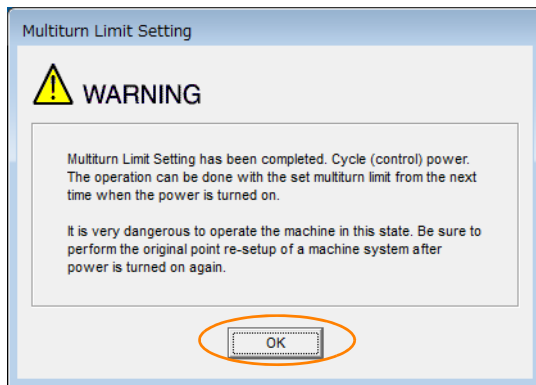 Multiturn Limit Setting
WARNING
Multiturn Limit Setting has been completed. Cycle (control) power.
The operation can be done with the set multiturn limit from the next
time when the power is turned on.
It is very dangerous to operate the machine in this state. Be sure to
perform the original point re-setup of a machine system after
power is turned on again.
OK